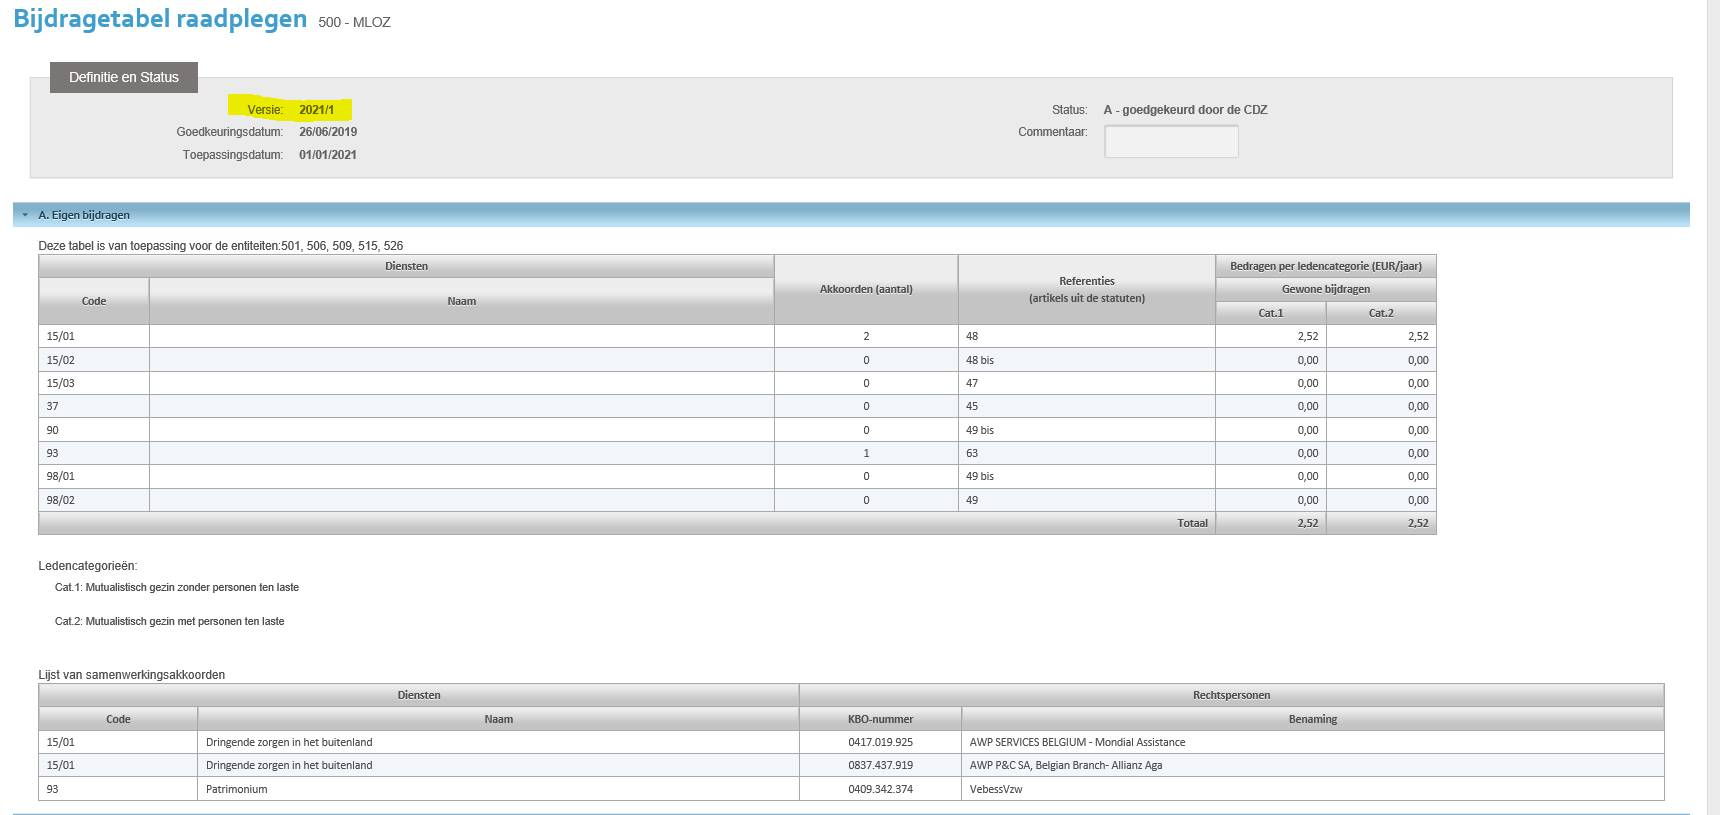 Bijdragetabel raadplegen 500 - MLOZ
Definitie en Status
Versie: 2021/1 Status: A - goedgekeurd door de CDZ
Goedkeuringsdatum: 26/06/2019 Commentaar:
Toepassingsdatum: 01/01/2021
A. Eigen bijdragen
Deze tabel is van toepassing voor de entiteiten:501, 506, 509, 515, 526
Diensten Akkoorden (aantal) Referenties (artikels uit de statuten) Bedragen per ledencategorie (EUR/jaar)
Gewone bijdragen
Code Naam Cat.1 Cat.2
15/01 2 48 2,52 2,52
15/02 0 48 bis 0,00 0,00
15/03 0 47 0,00 0,00
37 0 45 0,00 0,00
90 0 49 bis 0,00 0,00
93 1 63 0,00 0,00
98/01 0 49 bis 0,00 0,00
98/02 0 49 0,00 0,00
Totaal 2,52 2,52
Ledencategorieën:
Cat.1: Mutualistisch gezin zonder personen ten laste
Cat.2: Mutualistisch gezin met personen ten laste
Lijst van samenwerkingsakkoorden
Diensten Rechtspersonen
Code Naam KBO-nummer Benaming
15/01 Dringende zorgen in het buitenland 0417.019.925 AWP SERVICES BELGIUM - Mondial Assistance
15/01 Dringende zorgen in het buitenland 0837.437.919 AWP P&C SA, Belgian Branch- Allianz Aga
93 Patrimonium 0409.342.374 VebessVzw